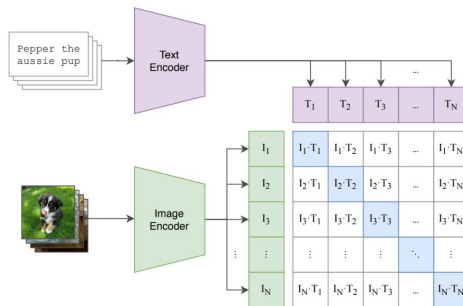 Pepper the
aussie pup
Text
Encoder
...
T1 T2 T3 ... TN
I1 I1·T1 I1·T2 I1·T3 ... I1·TN
I2 I2·T1 I2·T2 I2·T3 ... I2·TN
Image
Encoder
I3 I3·T1 I3·T2 I3·T3 ... I3·TN
⋮ ⋮ ⋮ ⋮ ⋱ ⋮
IN IN·T1 IN·T2 IN·T3 ... IN·TN